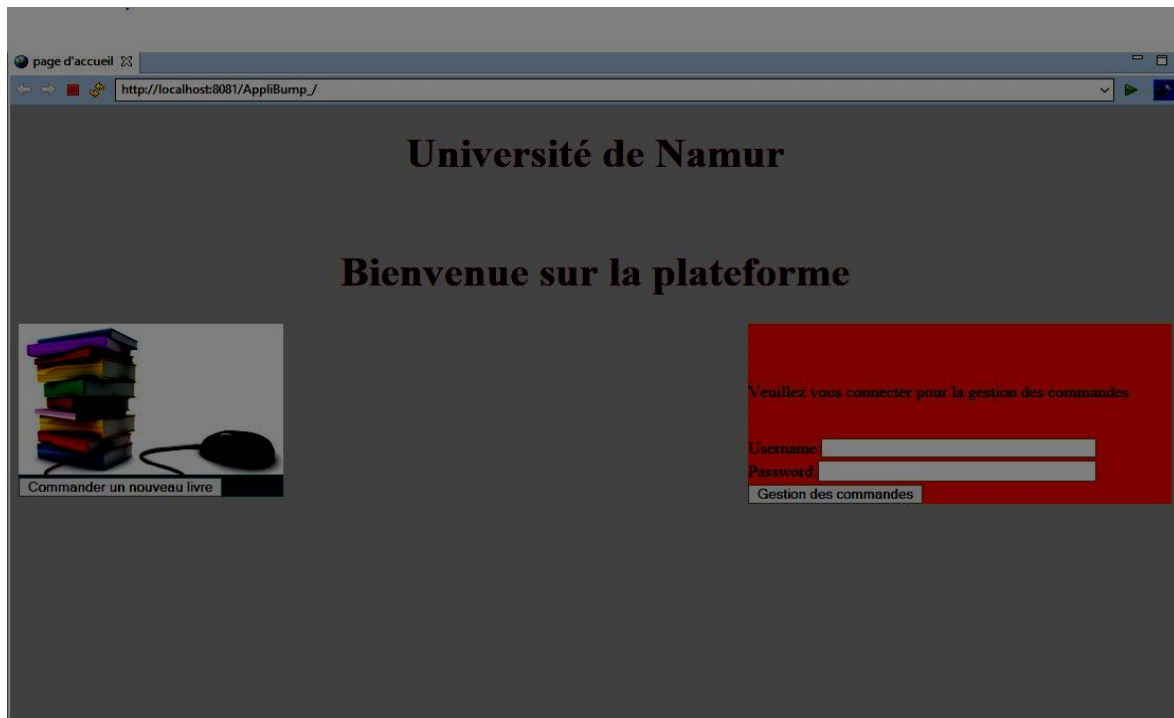 page d'accueil
http://localhost:8081/AppliBump_/
Université de Namur
Bienvenue sur la plateforme
Veuillez vous connecter pour la gestion des commandes
Username:
Password:
Commander un nouveau livre
Gestion des commandes